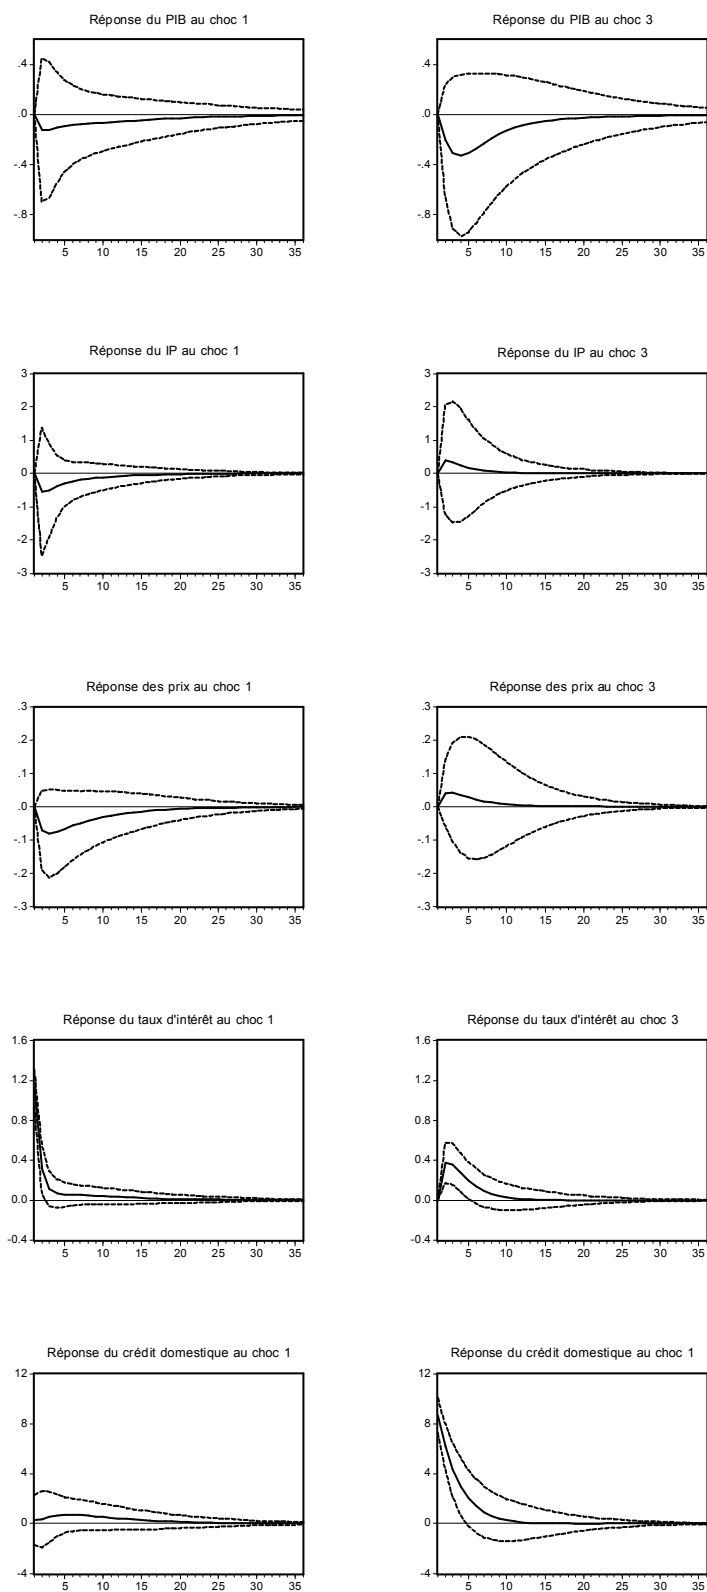 Réponse du PIB au choc 1
Réponse du PIB au choc 3
.4
.0
-.4
-.8
5 10 15 20 25 30 35
.4
.0
-.4
-.8
5 10 15 20 25 30 35
Réponse du IP au choc 1
Réponse du IP au choc 3
3
2
1
0
-1
-2
-3
5 10 15 20 25 30 35
3
2
1
0
-1
-2
-3
5 10 15 20 25 30 35
Réponse des prix au choc 1
Réponse des prix au choc 3
.3
.2
.1
.0
-.1
-.2
-.3
5 10 15 20 25 30 35
.3
.2
.1
.0
-.1
-.2
-.3
5 10 15 20 25 30 35
Réponse du taux d'intérêt au choc 1
Réponse du taux d'intérêt au choc 3
1.6
1.2
0.8
0.4
0.0
-0.4
5 10 15 20 25 30 35
1.6
1.2
0.8
0.4
0.0
-0.4
5 10 15 20 25 30 35
Réponse du crédit domestique au choc 1
Réponse du crédit domestique au choc 1
12
8
4
0
-4
5 10 15 20 25 30 35
12
8
4
0
-4
5 10 15 20 25 30 35